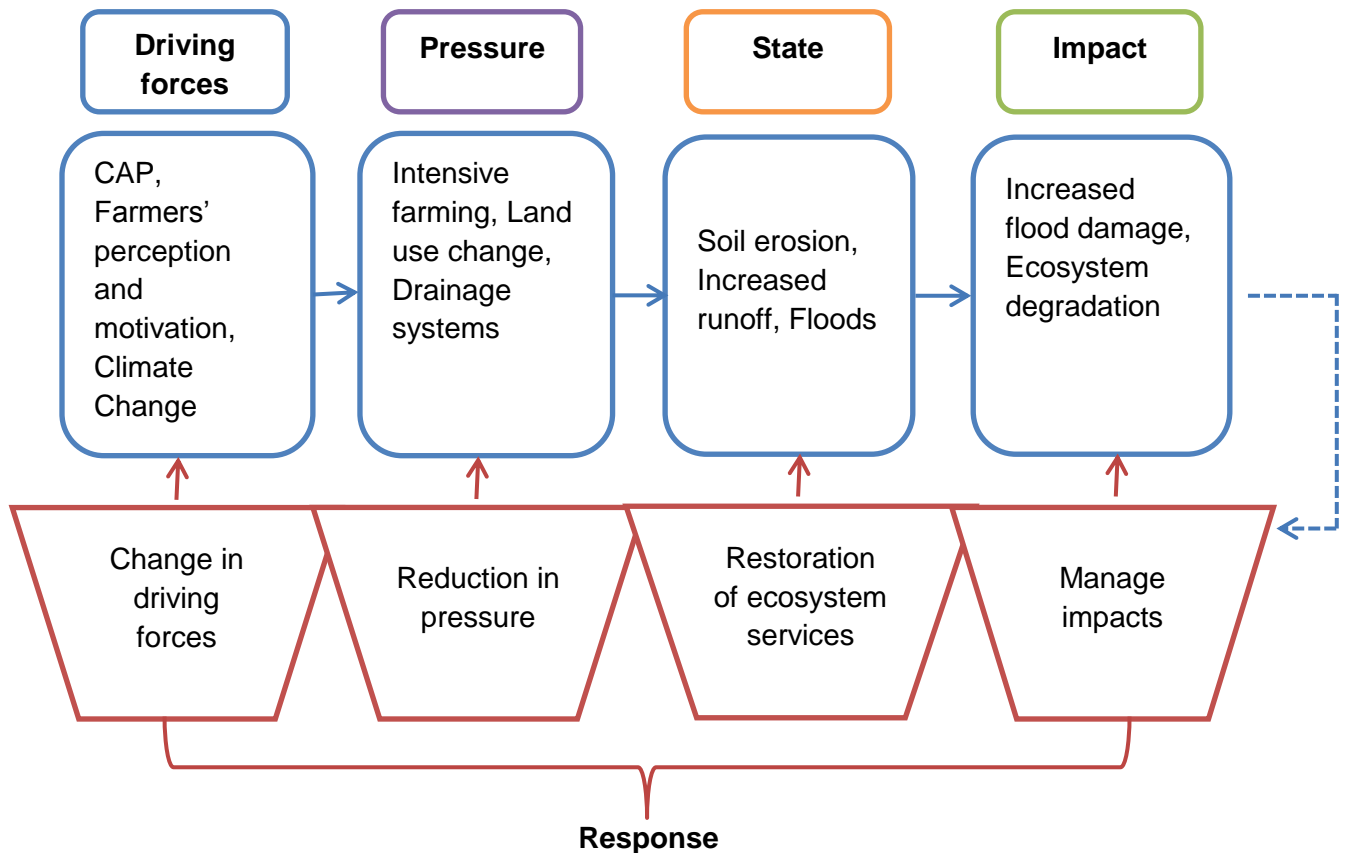 Driving
forces
Pressure
State
Impact
CAP,
Farmers’
perception
and
motivation,
Climate
Change
Intensive
farming, Land
use change,
Drainage
systems
Soil erosion,
Increased
runoff, Floods
Increased
flood damage,
Ecosystem
degradation
Change in
driving
forces
Reduction in
pressure
Restoration
of ecosystem
services
Manage
impacts
Response